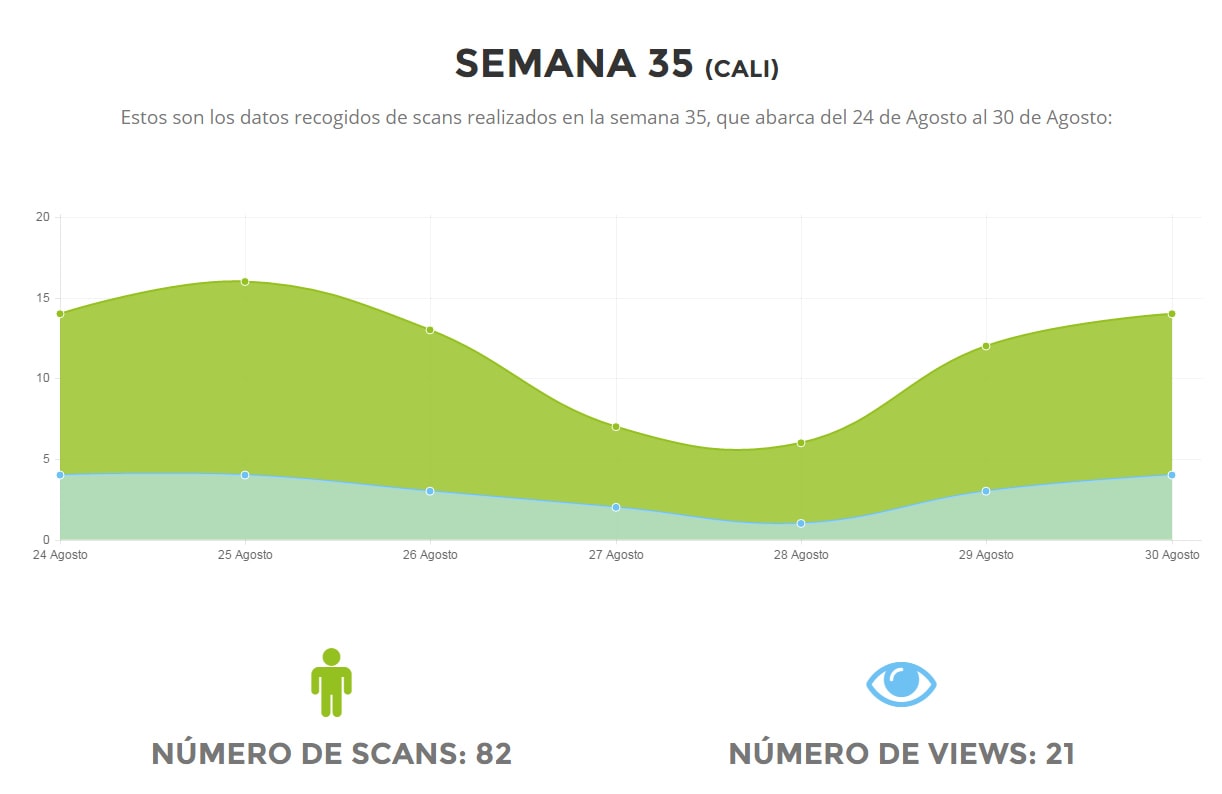 SEMANA 35 (CALI)
Estos son los datos recogidos de scans realizados en la semana 35, que abarca del 24 de Agosto al 30 de Agosto:
20
15
10
5
0
24 Agosto 25 Agosto 26 Agosto 27 Agosto 28 Agosto 29 Agosto 30 Agosto
NÚMERO DE SCANS: 82 NÚMERO DE VIEWS: 21